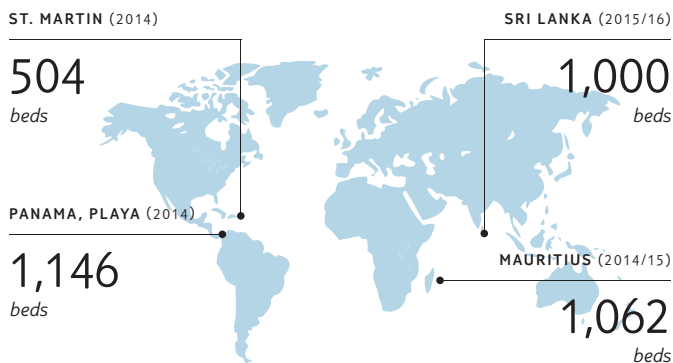 ST. MARTIN (2014)
504
beds
SRI LANKA (2015/16)
1,000
beds
PANAMA, PLAYA (2014)
1,146
beds
MAURITIUS (2014/15)
1,062
beds